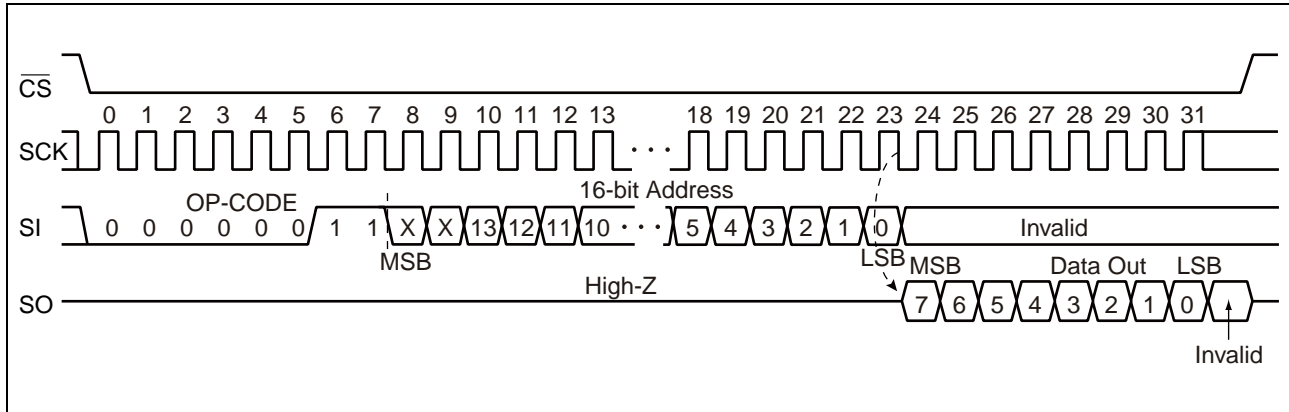 CS
0 1 2 3 4 5 6 7 8 9 10 11 12 13 18 19 20 21 22 23 24 25 26 27 28 29 30 31
SCK
OP-CODE 16-bit Address
SI 0 0 0 0 0 0 1 1 X X 13 12 11 10 5 4 3 2 1 0 Invalid
MSB LSB MSB Data Out LSB
High-Z
SO 7 6 5 4 3 2 1 0
Invalid